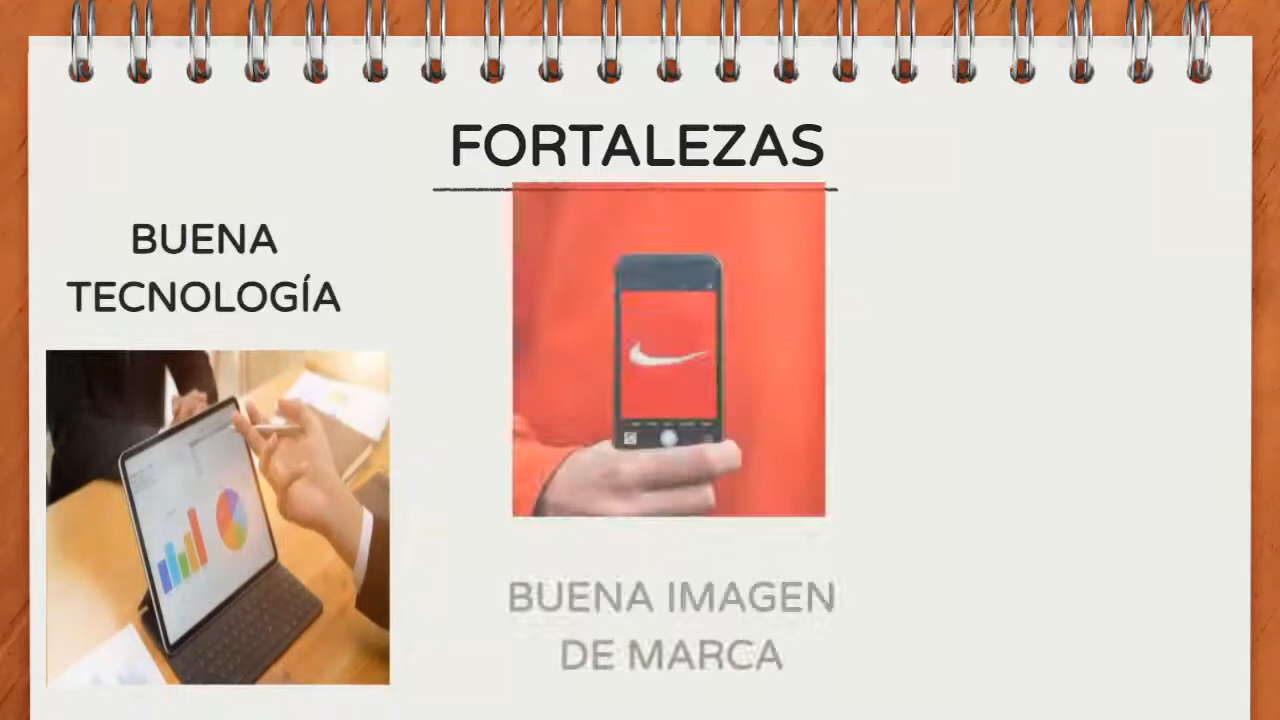 FORTALEZAS
BUENA
TECNOLOGÍA
BUENA IMAGEN
DE MARCA